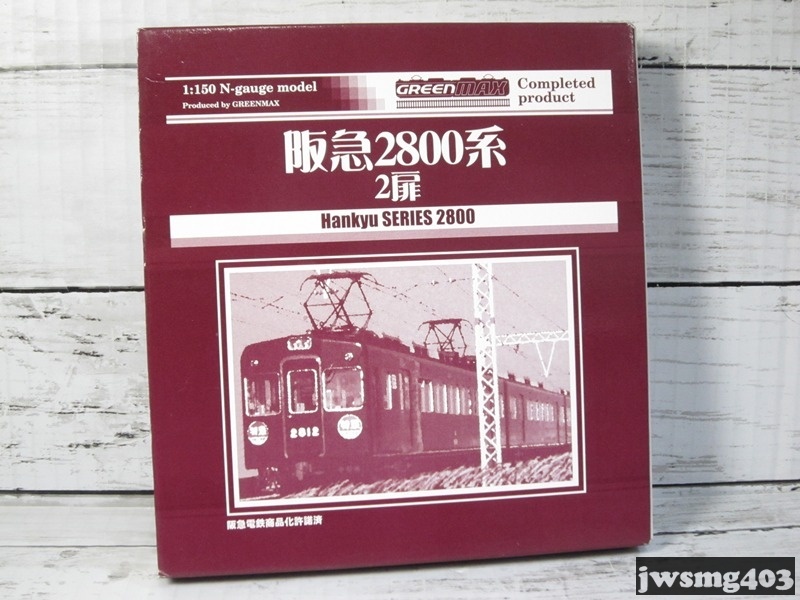 1:150 N-gauge model
Produced by GREENMAX
GREENMAX
Completed
product
阪急2800系
2扉
Hankyu SERIES 2800
2812
阪急電鉄商品化許諾済
jwsmg403